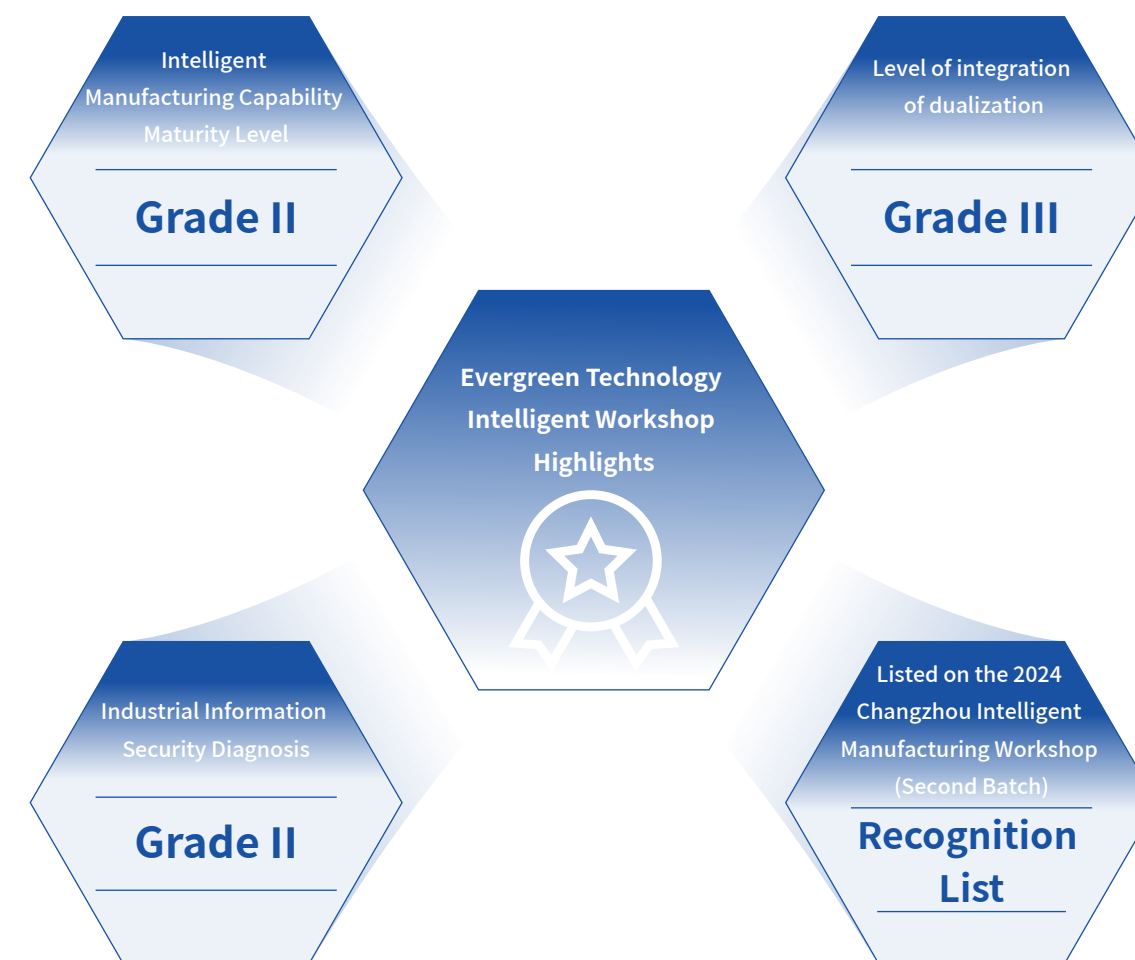 Intelligent
Manufacturing Capability
Maturity Level
Grade II
Level of integration
of dualization
Grade III
Evergreen Technology
Intelligent Workshop
Highlights
Industrial Information
Security Diagnosis
Grade II
Listed on the 2024
Changzhou Intelligent
Manufacturing Workshop
(Second Batch)
Recognition
List